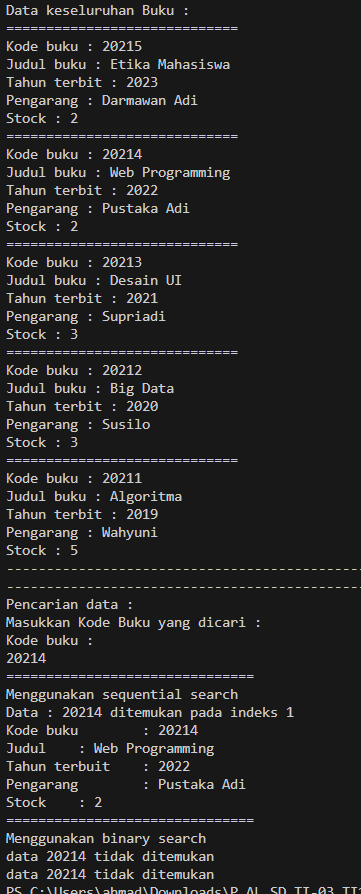 Data keseluruhan Buku :
=============================
Kode buku : 20215
Judul buku : Etika Mahasiswa
Tahun terbit : 2023
Pengarang : Darmawan Adi
Stock : 2
=============================
Kode buku : 20214
Judul buku : Web Programming
Tahun terbit : 2022
Pengarang : Pustaka Adi
Stock : 2
=============================
Kode buku : 20213
Judul buku : Desain UI
Tahun terbit : 2021
Pengarang : Supriadi
Stock : 3
=============================
Kode buku : 20212
Judul buku : Big Data
Tahun terbit : 2020
Pengarang : Susilo
Stock : 3
=============================
Kode buku : 20211
Judul buku : Algoritma
Tahun terbit : 2019
Pengarang : Wahyuni
Stock : 5
--------------------------------------------
--------------------------------------------
Pencarian data :
Masukkan Kode Buku yang dicari :
Kode buku :
20214
===============================
Menggunakan sequential search
Data : 20214 ditemukan pada indeks 1
Kode buku        : 20214
Judul    : Web Programming
Tahun terbuit    : 2022
Pengarang        : Pustaka Adi
Stock    : 2
===============================
Menggunakan binary search
data 20214 tidak ditemukan
data 20214 tidak ditemukan
PS C:\Users\ahmad\Downloads\P_AL_SD_TI-03_TI